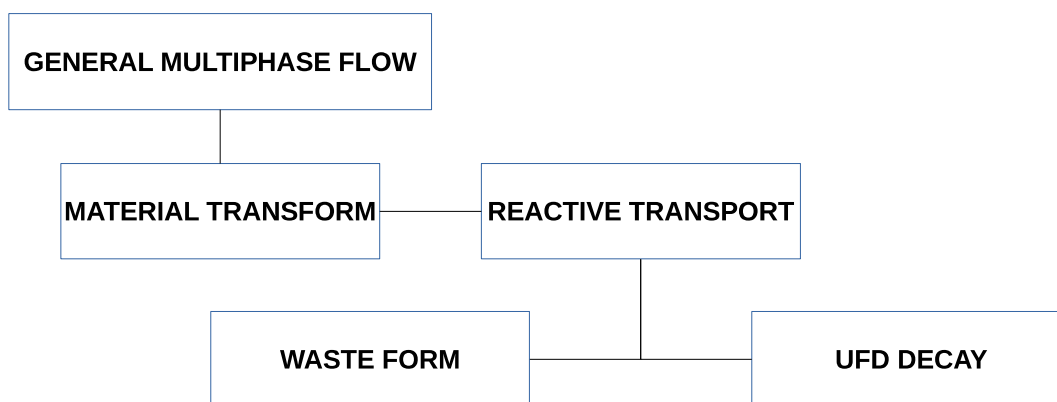 GENERAL MULTIPHASE FLOW
MATERIAL TRANSFORM
REACTIVE TRANSPORT
WASTE FORM
UFD DECAY